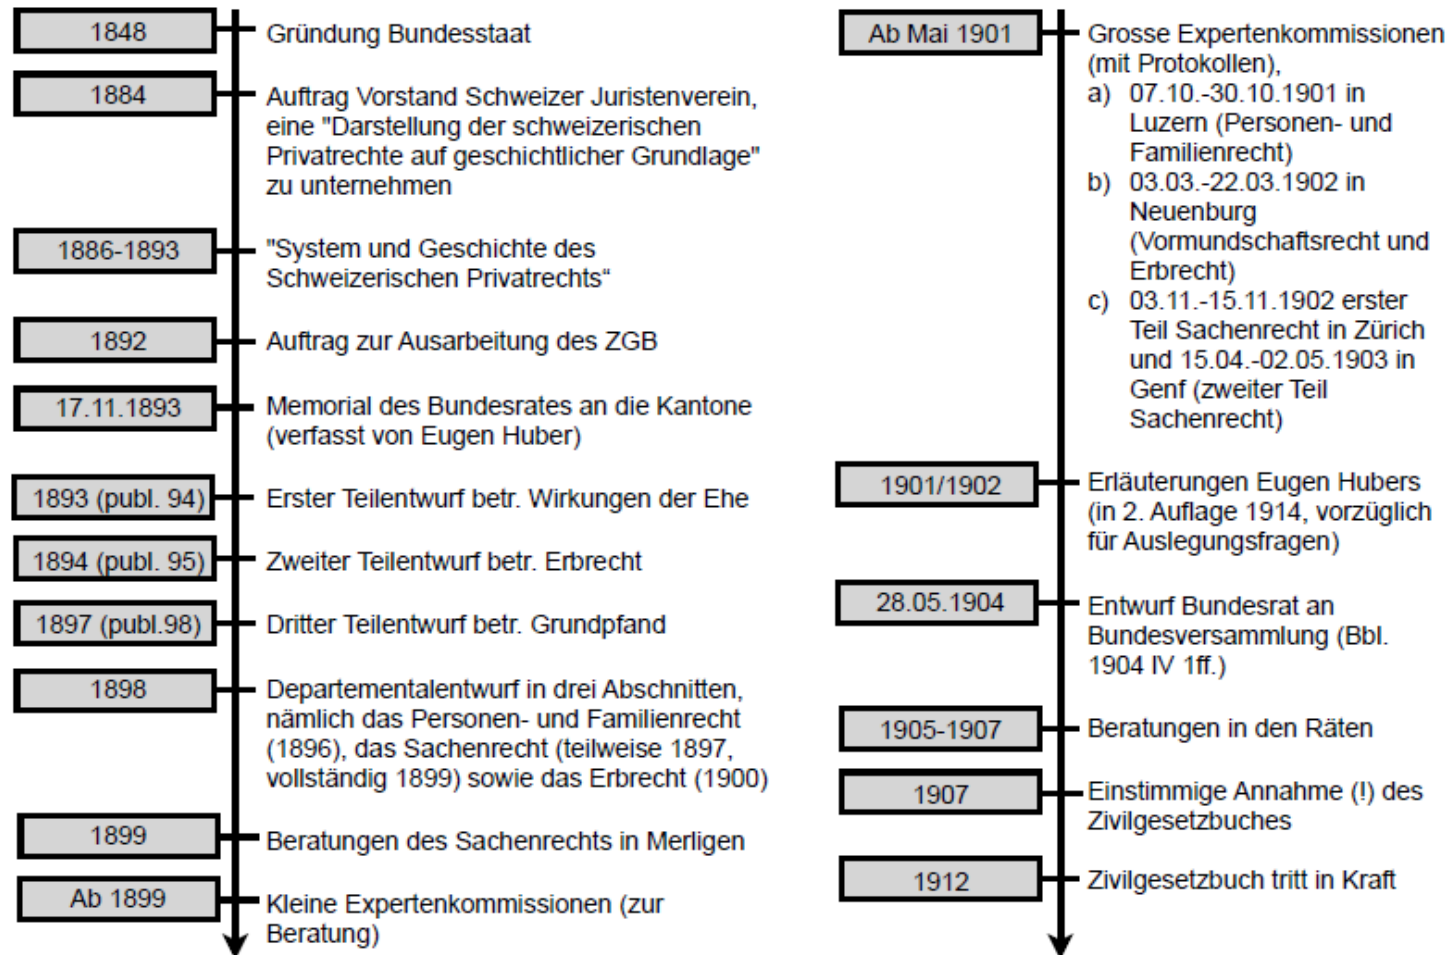 1848
Gründung Bundesstaat
1884
Auftrag Vorstand Schweizer Juristenverein,
eine "Darstellung der schweizerischen
Privatrechte auf geschichtlicher Grundlage"
zu unternehmen
1886-1893
"System und Geschichte des
Schweizerischen Privatrechts“
1892
Auftrag zur Ausarbeitung des ZGB
17.11.1893
Memorial des Bundesrates an die Kantone
(verfasst von Eugen Huber)
1893 (publ. 94)
Erster Teilentwurf betr. Wirkungen der Ehe
1894 (publ. 95)
Zweiter Teilentwurf betr. Erbrecht
1897 (publ.98)
Dritter Teilentwurf betr. Grundpfand
1898
Departementalentwurf in drei Abschnitten,
nämlich das Personen- und Familienrecht
(1896), das Sachenrecht (teilweise 1897,
vollständig 1899) sowie das Erbrecht (1900)
1899
Beratungen des Sachenrechts in Merligen
Ab 1899
Kleine Expertenkommissionen (zur
Beratung)
Ab Mai 1901
Grosse Expertenkommissionen
(mit Protokollen),
a) 07.10.-30.10.1901 in
Luzern (Personen- und
Familienrecht)
b) 03.03.-22.03.1902 in
Neuenburg
(Vormundschaftsrecht und
Erbrecht)
c) 03.11.-15.11.1902 erster
Teil Sachenrecht in Zürich
und 15.04.-02.05.1903 in
Genf (zweiter Teil
Sachenrecht)
1901/1902
Erläuterungen Eugen Hubers
(in 2. Auflage 1914, vorzüglich
für Auslegungsfragen)
28.05.1904
Entwurf Bundesrat an
Bundesversammlung (Bbl.
1904 IV 1ff.)
1905-1907
Beratungen in den Räten
1907
Einstimmige Annahme (!) des
Zivilgesetzbuches
1912
Zivilgesetzbuch tritt in Kraft